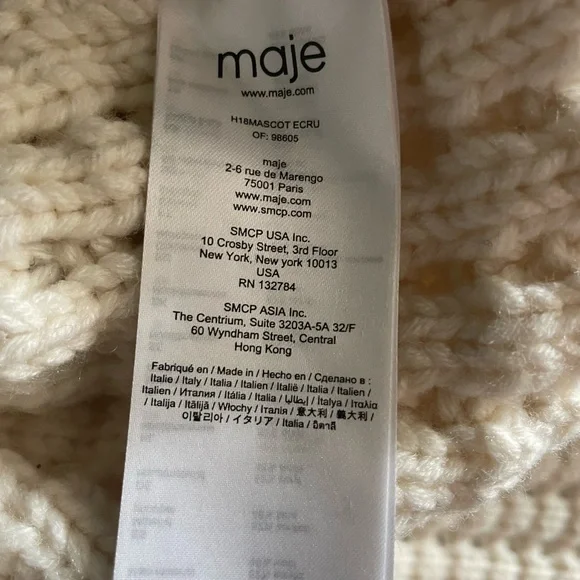 maje
www.maje.com
H18MASCOT ECRU
OF: 98605
maje
2-6 rue de Marengo
75001 Paris
www.maje.com
www.smcp.com
SMCP USA Inc.
10 Crosby Street, 3rd Floor
New York, New york 10013
USA
RN 132784
SMCP ASIA Inc.
The Centrium, Suite 3203A-5A 32/F
60 Wyndham Street, Central
Hong Kong
Fabriqué en / Made in / Hecho en / Сделано в :
Italie / Italy / Italia / Italien / Italië / Italia / Italien /
Italien / Италия / Itália / إيطاليا / İtalya / Ιταλία
/ Italija / Itālijā / Włochy / Італія / 意大利 / 義大利 /
이탈리아 / イタリア / Italia / อิตาลี